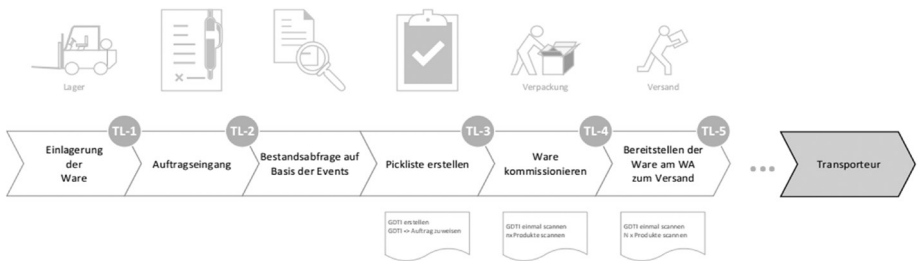 Lager
Verpackung
Versand
TL-1
TL-2
TL-3
TL-4
TL-5
Einlagerung
der
Ware
Auftragseingang
Bestandsabfrage auf
Basis der Events
Pickliste erstellen
Ware
kommissionieren
Bereitstellen der
Ware am WA
zum Versand
Transporteur
GDTI erstellen
GDTI <> Auftrag zuweisen
GDTI einmal scannen
nx Produkte scannen
GDTI einmal scannen
N x Produkte scannen